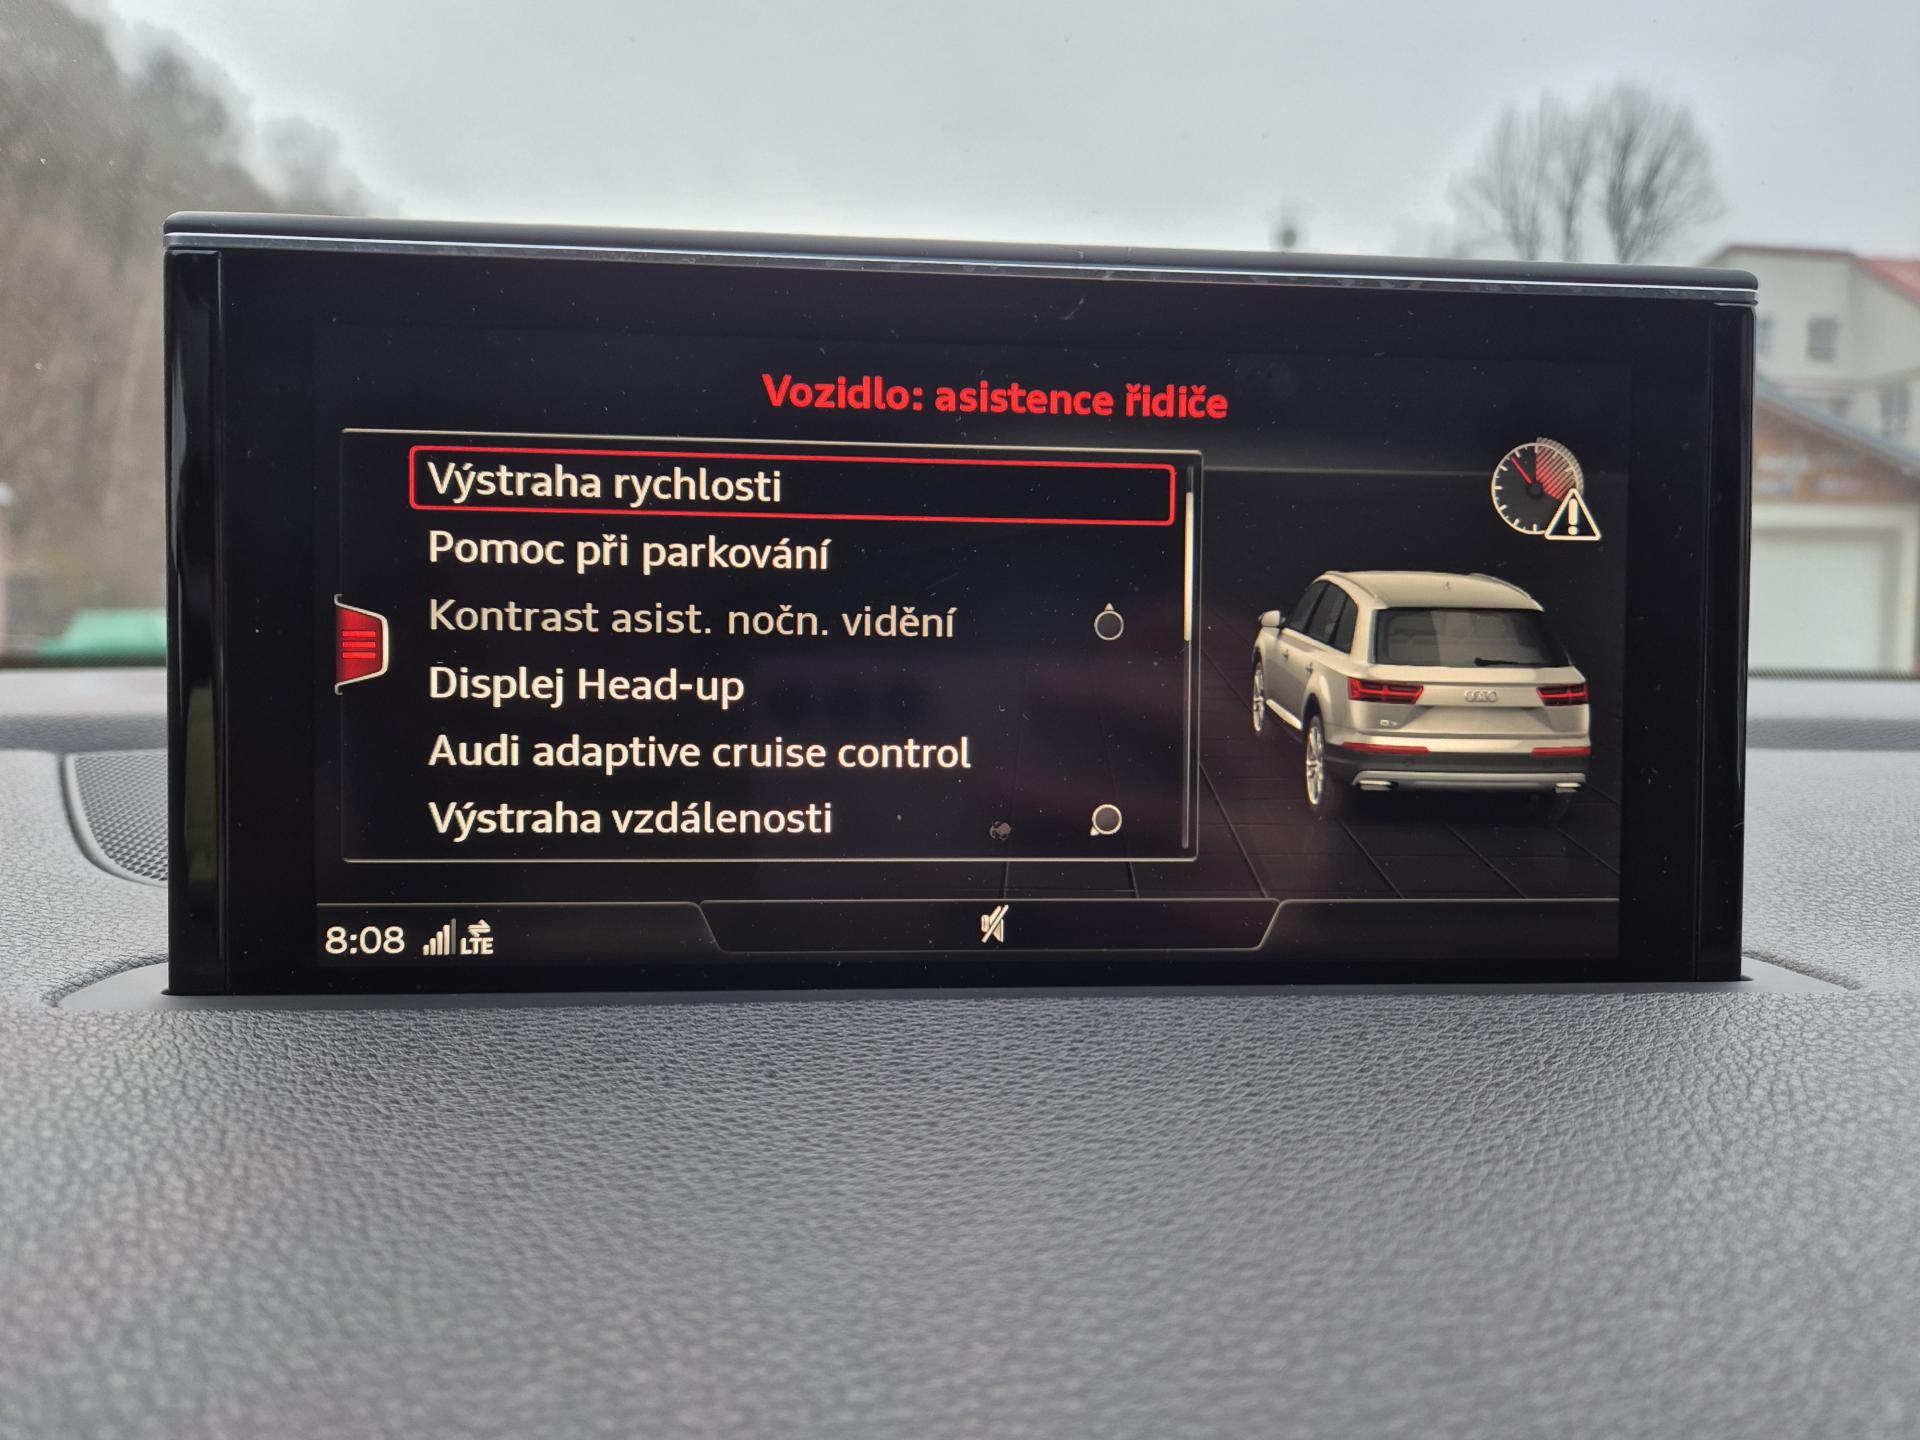 Vozidlo: asistence řidiče
Výstraha rychlosti
Pomoc při parkování
Kontrast asist. nočn. vidění
Displej Head-up
Audi adaptive cruise control
Výstraha vzdálenosti
8:08 LTE